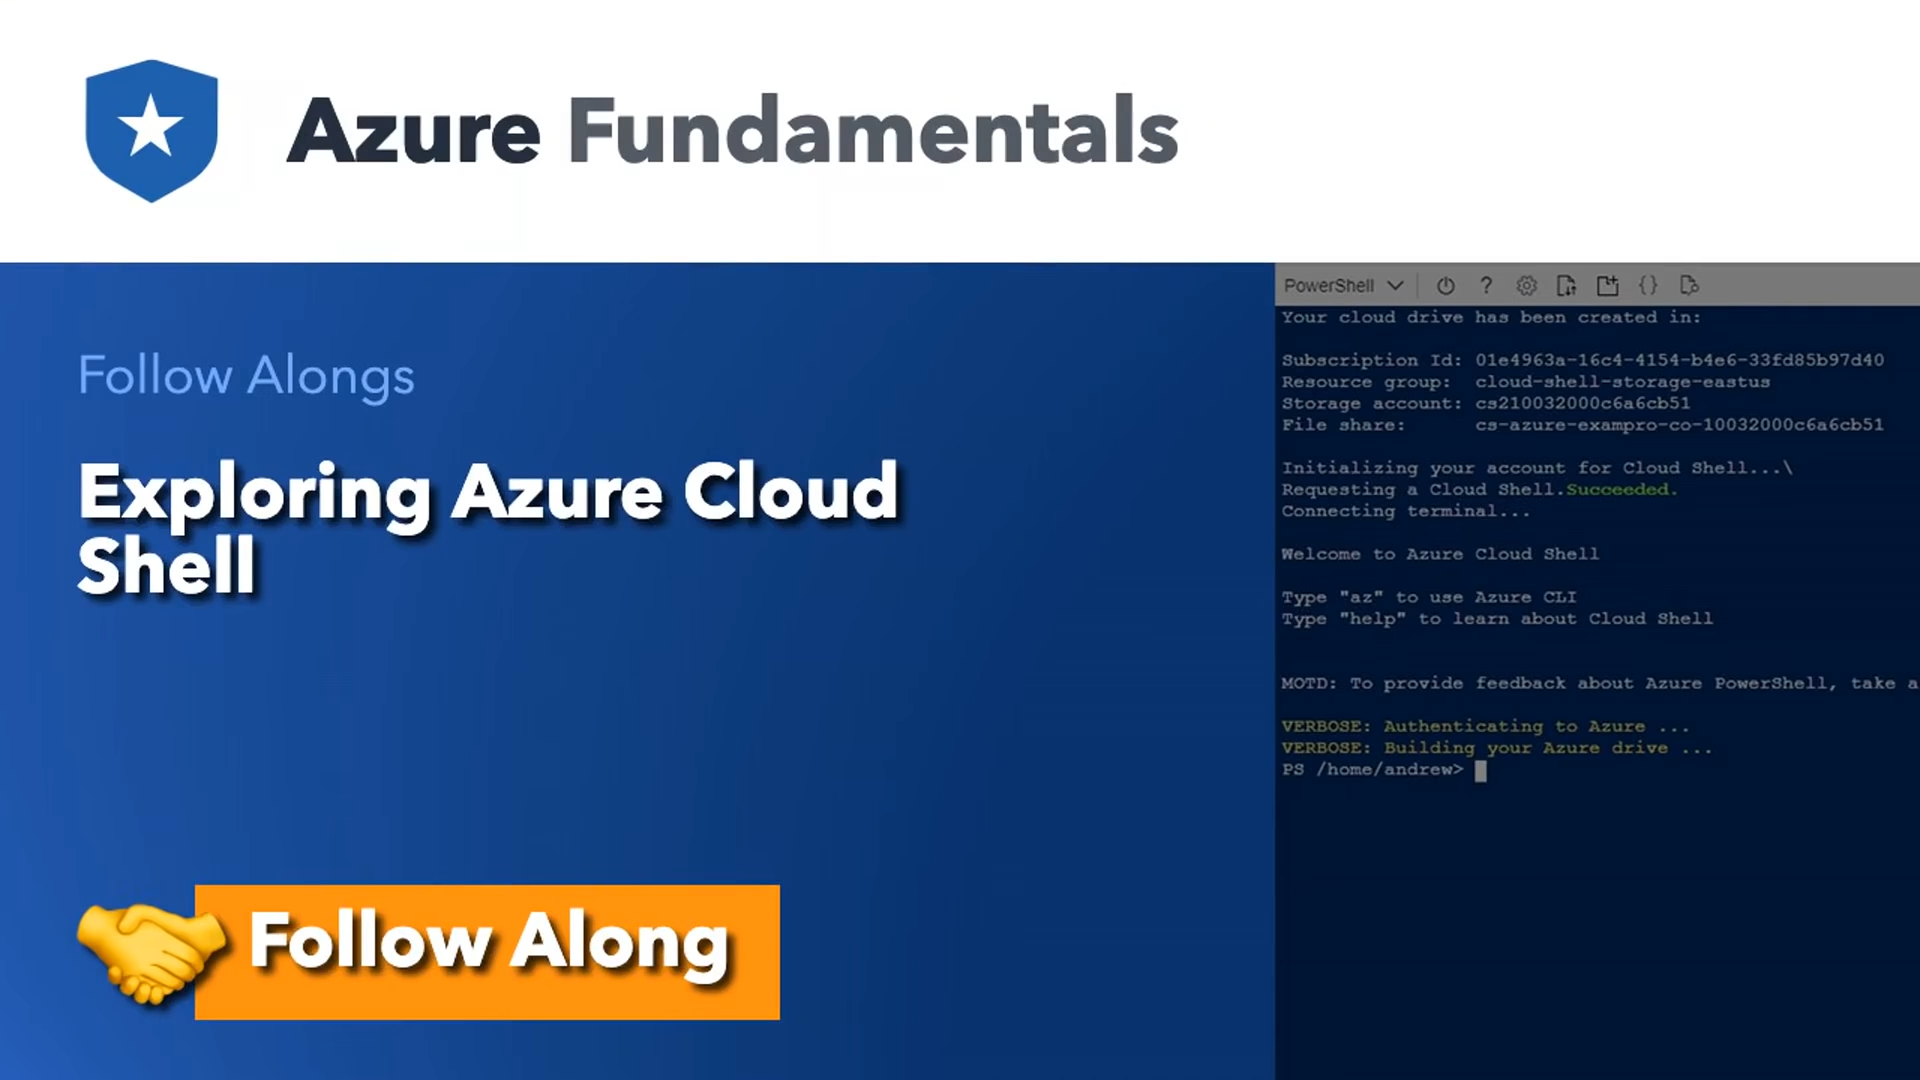 Azure Fundamentals
Follow Alongs
Exploring Azure Cloud
Shell
Follow Along
PowerShell
Your cloud drive has been created in:
Subscription Id: 01e4963a-16c4-4154-b4e6-33fd85b97d40
Resource group: cloud-shell-storage-eastus
Storage account: cs210032000c6a6cb51
File share: cs-azure-exampro-co-10032000c6a6cb51
Initializing your account for Cloud Shell...\
Requesting a Cloud Shell.Succeeded.
Connecting terminal...
Welcome to Azure Cloud Shell
Type "az" to use Azure CLI
Type "help" to learn about Cloud Shell
MOTD: To provide feedback about Azure PowerShell, take a
VERBOSE: Authenticating to Azure ...
VERBOSE: Building your Azure drive ...
PS /home/andrew>